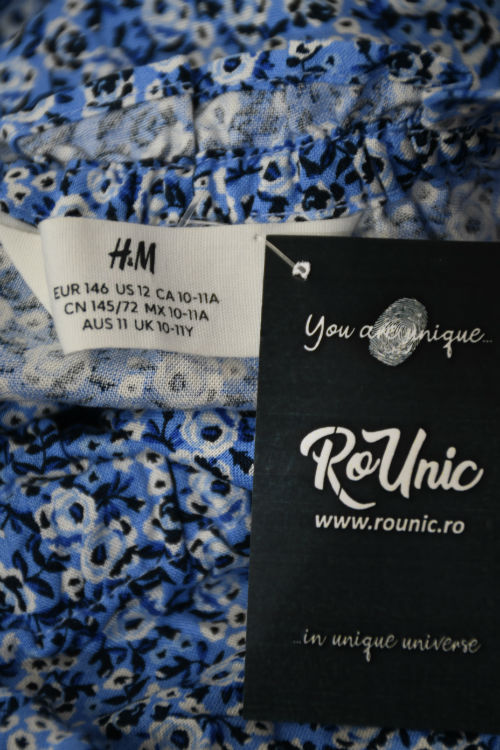 H&M
EUR 146 US 12 CA 10-11A
CN 145/72 MX 10-11A
AUS 11 UK 10-11Y
You are unique...
RoUnic
www.rounic.ro
...in unique universe